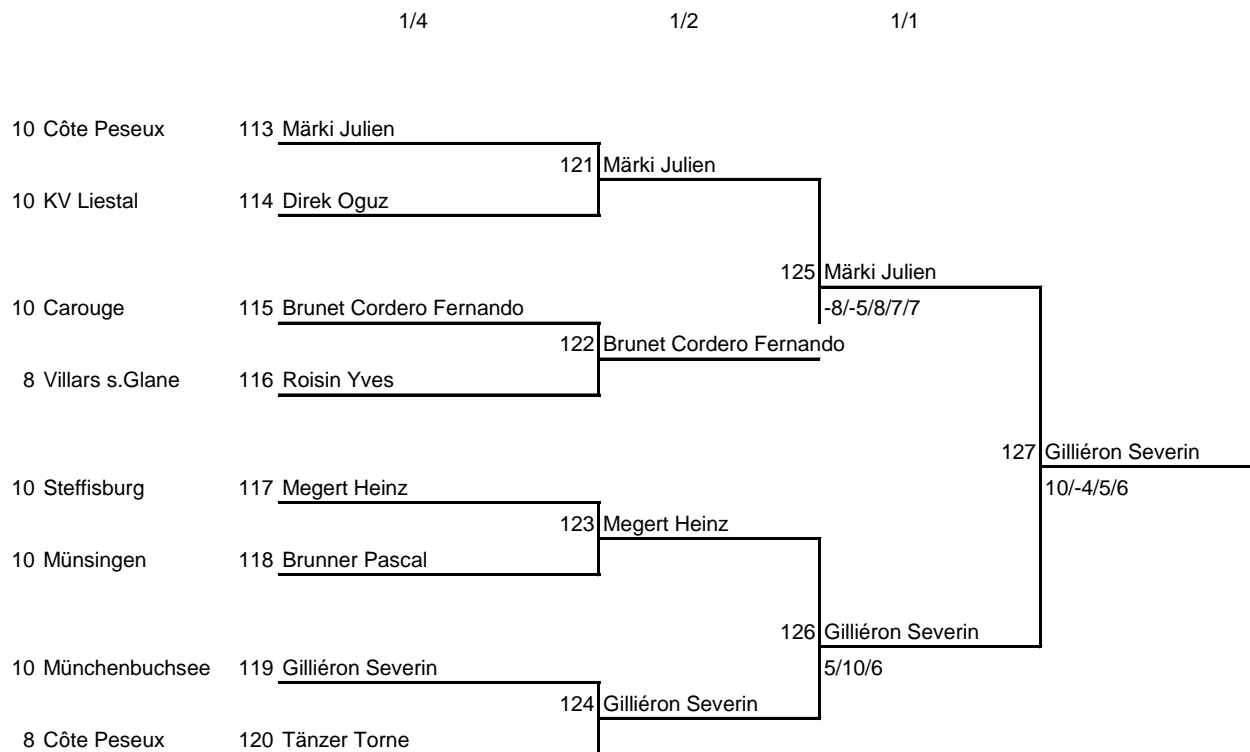 1/4 1/2 1/1
10 Côte Peseux 113 Märki Julien
121 Märki Julien
10 KV Liestal 114 Direk Oguz
125 Märki Julien
10 Carouge 115 Brunet Cordero Fernando -8/-5/8/7/7
122 Brunet Cordero Fernando
8 Villars s.Glane 116 Roisin Yves
127 Gilliéron Severin
10 Steffisburg 117 Megert Heinz 10/-4/5/6
123 Megert Heinz
10 Münsingen 118 Brunner Pascal
126 Gilliéron Severin
10 Münchenbuchsee 119 Gilliéron Severin 5/10/6
124 Gilliéron Severin
8 Côte Peseux 120 Tänzer Torne